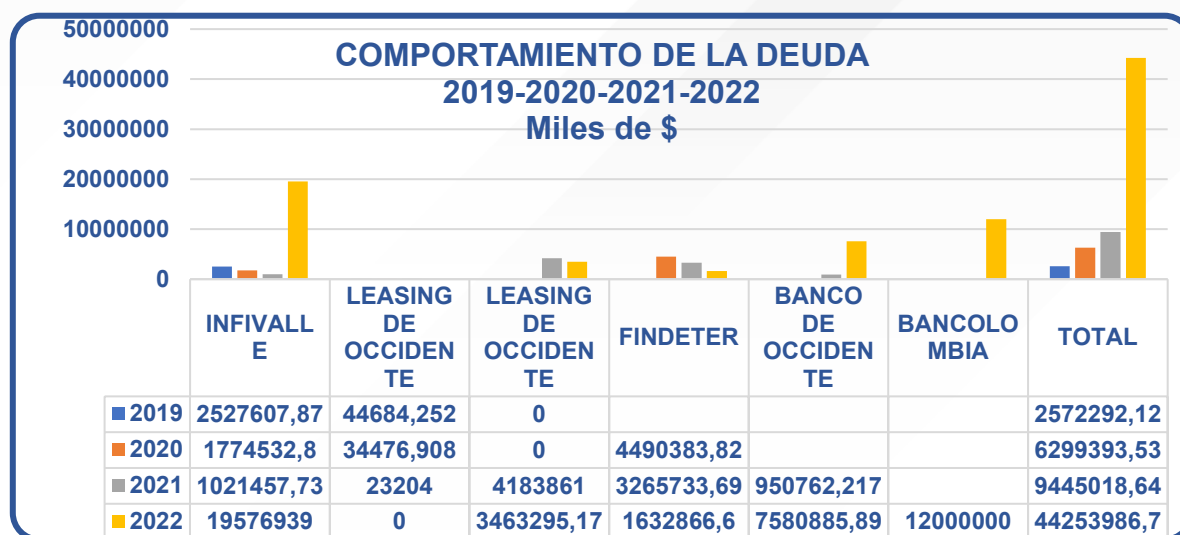 COMPORTAMIENTO DE LA DEUDA
2019-2020-2021-2022
Miles de $
50000000
40000000
30000000
20000000
10000000
0
INFIVALL
E
LEASING
DE
OCCIDEN
TE
LEASING
DE
OCCIDEN
TE
FINDETER
BANCO
DE
OCCIDEN
TE
BANCOLO
MBIA
TOTAL
2019 2527607,87 44684,252 0 2572292,12
2020 1774532,8 34476,908 0 4490383,82 6299393,53
2021 1021457,73 23204 4183861 3265733,69 950762,217 9445018,64
2022 19576939 0 3463295,17 1632866,6 7580885,89 12000000 44253986,7